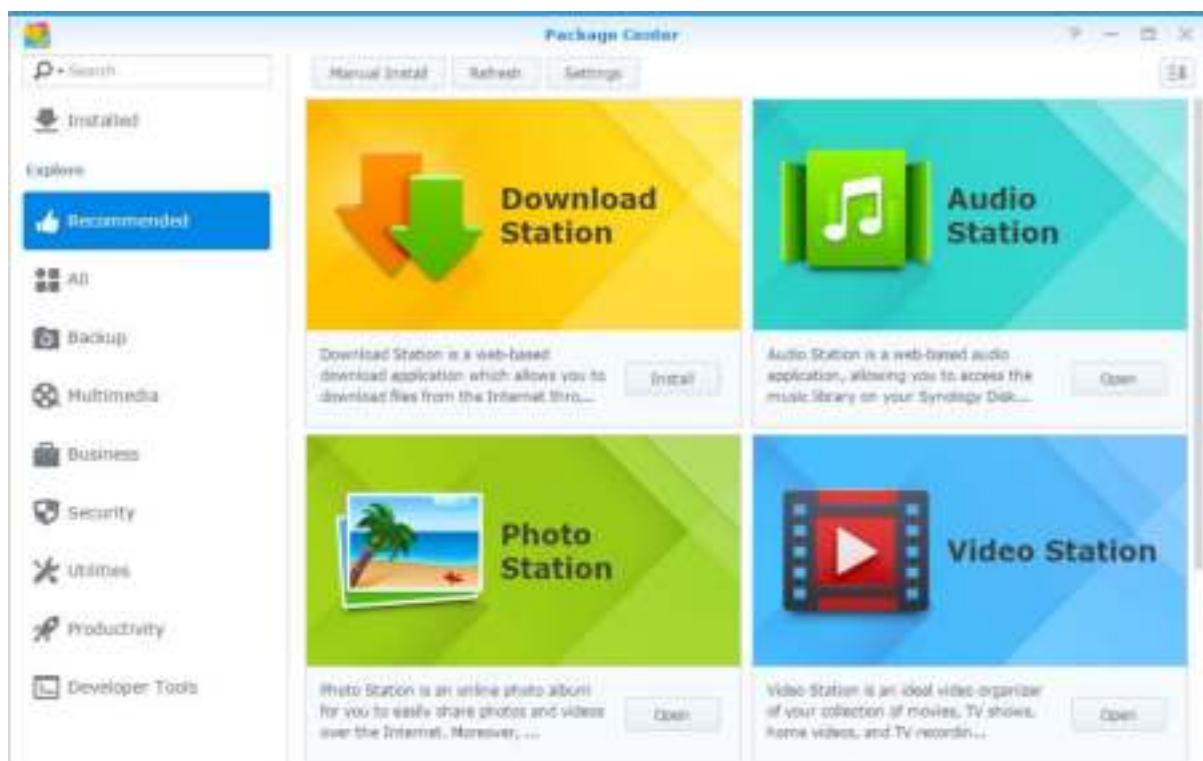 Package Center
Search
Manual Install
Refresh
Settings
Installed
Explore
Recommended
All
Backup
Multimedia
Business
Security
Utilities
Productivity
Developer Tools
Download
Station
Download Station is a web-based
download application which allows you to
download files from the Internet thro...
Install
Audio
Station
Audio Station is a web-based audio
application, allowing you to access the
music library on your Synology Disk...
Open
Photo
Station
Photo Station is an online photo album
for you to easily share photos and videos
over the Internet. Moreover, ...
Open
Video Station
Video Station is an ideal video organizer
of your collection of movies, TV shows,
home videos, and TV recordin...
Open